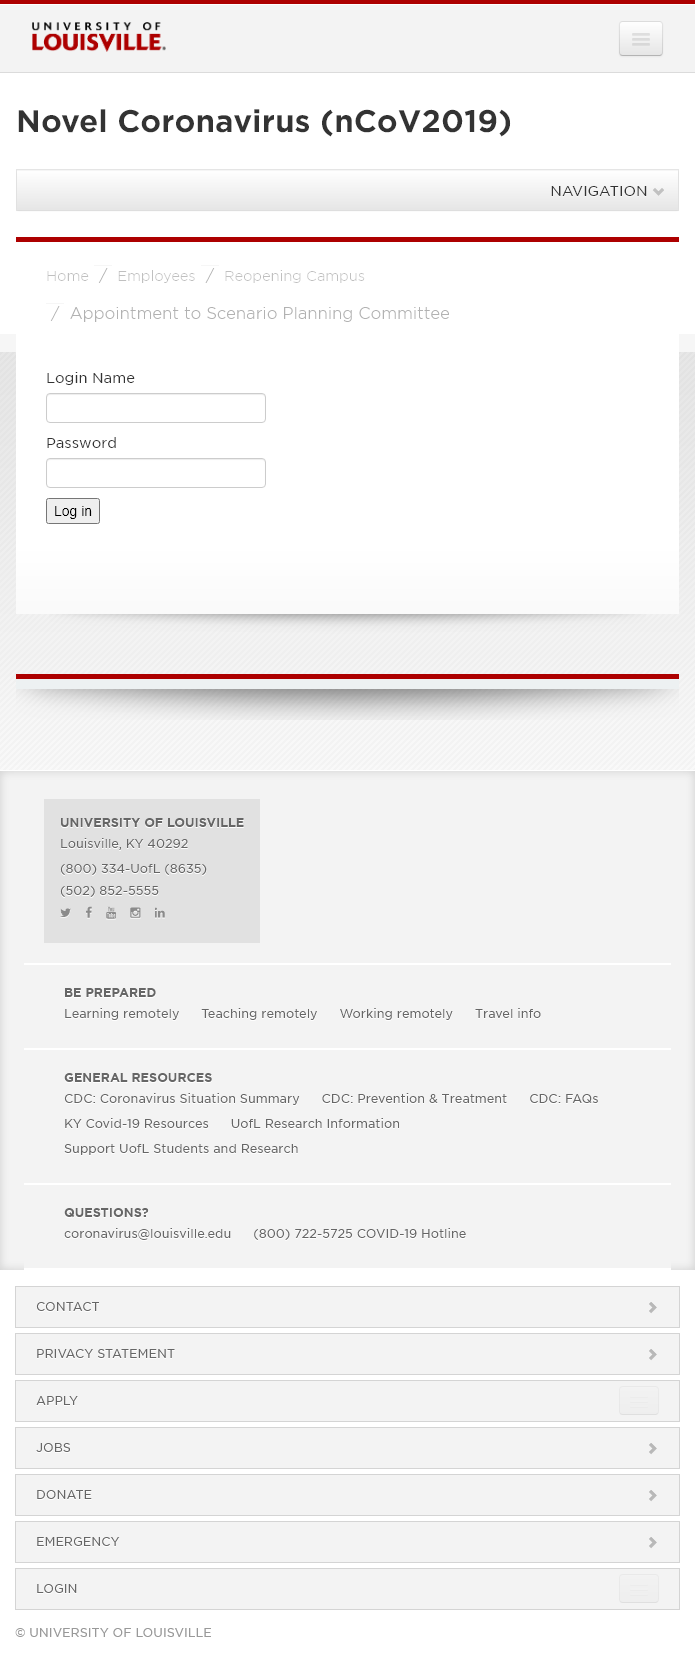 UNIVERSITY OF
LOUISVILLE.
Novel Coronavirus (nCoV2019)
NAVIGATION
Home / Employees / Reopening Campus
/ Appointment to Scenario Planning Committee
Login Name
Password
Log in
UNIVERSITY OF LOUISVILLE
Louisville, KY 40292
(800) 334-UofL (8635)
(502) 852-5555
BE PREPARED
Learning remotely Teaching remotely Working remotely Travel info
GENERAL RESOURCES
CDC: Coronavirus Situation Summary CDC: Prevention & Treatment CDC: FAQs
KY Covid-19 Resources UofL Research Information
Support UofL Students and Research
QUESTIONS?
coronavirus@louisville.edu (800) 722-5725 COVID-19 Hotline
CONTACT
PRIVACY STATEMENT
APPLY
JOBS
DONATE
EMERGENCY
LOGIN
© UNIVERSITY OF LOUISVILLE